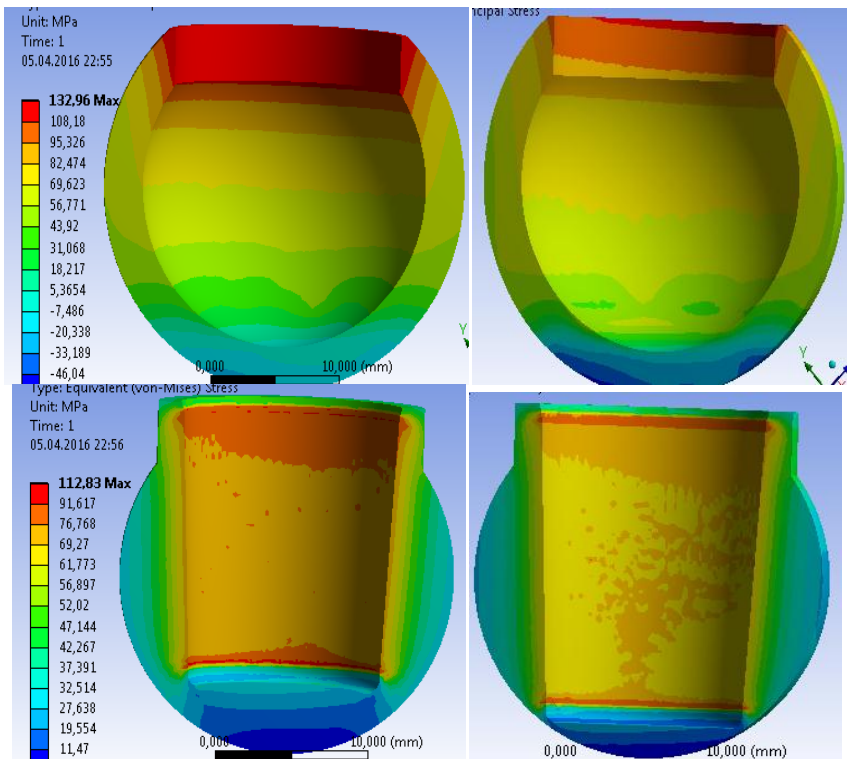 Unit: MPa
Time: 1
05.04.2016 22:55
132,96 Max
108,18
95,326
82,474
69,623
56,771
43,92
31,068
18,217
5,3654
-7,486
-20,338
-33,189
-46,04
0,000
10,000 (mm)
Y
Stress
Y
Type: Equivalent (von-Mises) Stress
Unit: MPa
Time: 1
05.04.2016 22:56
112,83 Max
91,617
76,768
69,27
61,773
56,897
52,02
47,144
42,267
37,391
32,514
27,638
19,554
11,47
0,000
10,000 (mm)
0,000
10,000 (mm)